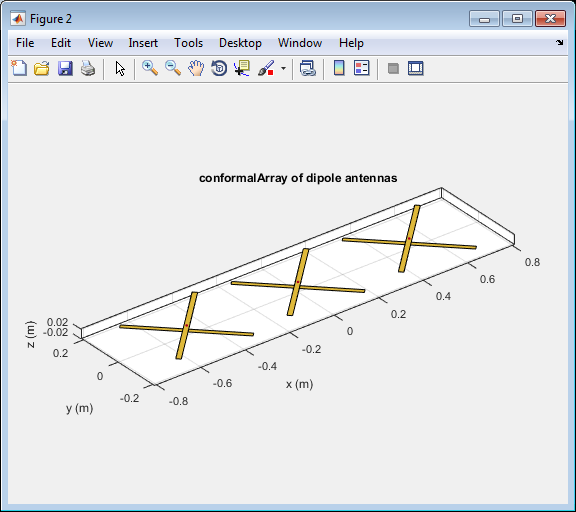 Figure 2
File Edit View Insert Tools Desktop Window Help
conformalArray of dipole antennas
z (m)
0.02
-0.02
0.2
0
-0.2
y (m)
-0.8
-0.6
-0.4
-0.2
0
0.2
0.4
0.6
0.8
x (m)